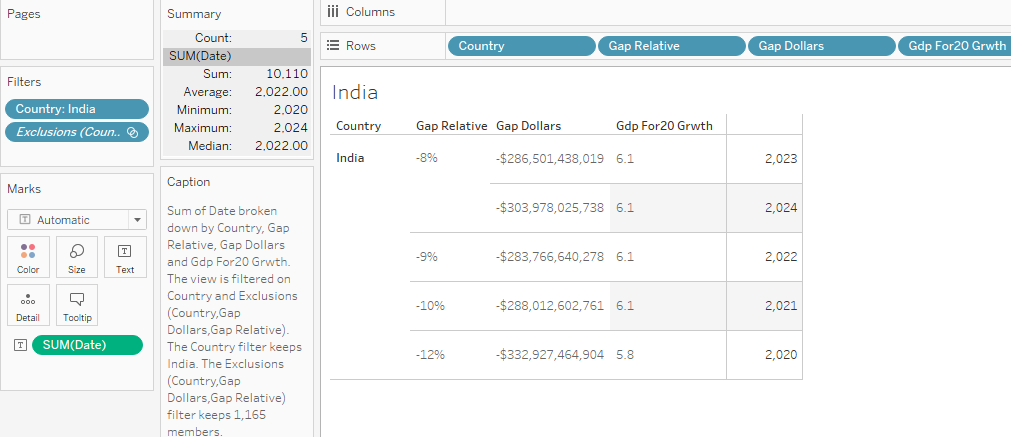 Pages
Filters
Country: India
Exclusions (Coun..
Marks
Automatic
Color Size Text
Detail Tooltip
SUM(Date)
Summary
Count: 5
SUM(Date)
Sum: 10,110
Average: 2,022.00
Minimum: 2,020
Maximum: 2,024
Median: 2,022.00
Caption
Sum of Date broken
down by Country, Gap
Relative, Gap Dollars
and Gdp For20 Grwth.
The view is filtered on
Country and Exclusions
(Country,Gap
Dollars,Gap Relative).
The Country filter keeps
India. The Exclusions
(Country,Gap
Dollars,Gap Relative)
filter keeps 1,165
members.
Columns
Rows Country Gap Relative Gap Dollars Gdp For20 Grwth
India
Country Gap Relative Gap Dollars Gdp For20 Grwth
India -8% -$286,501,438,019 6.1 2,023
-$303,978,025,738 6.1 2,024
-9% -$283,766,640,278 6.1 2,022
-10% -$288,012,602,761 6.1 2,021
-12% -$332,927,464,904 5.8 2,020